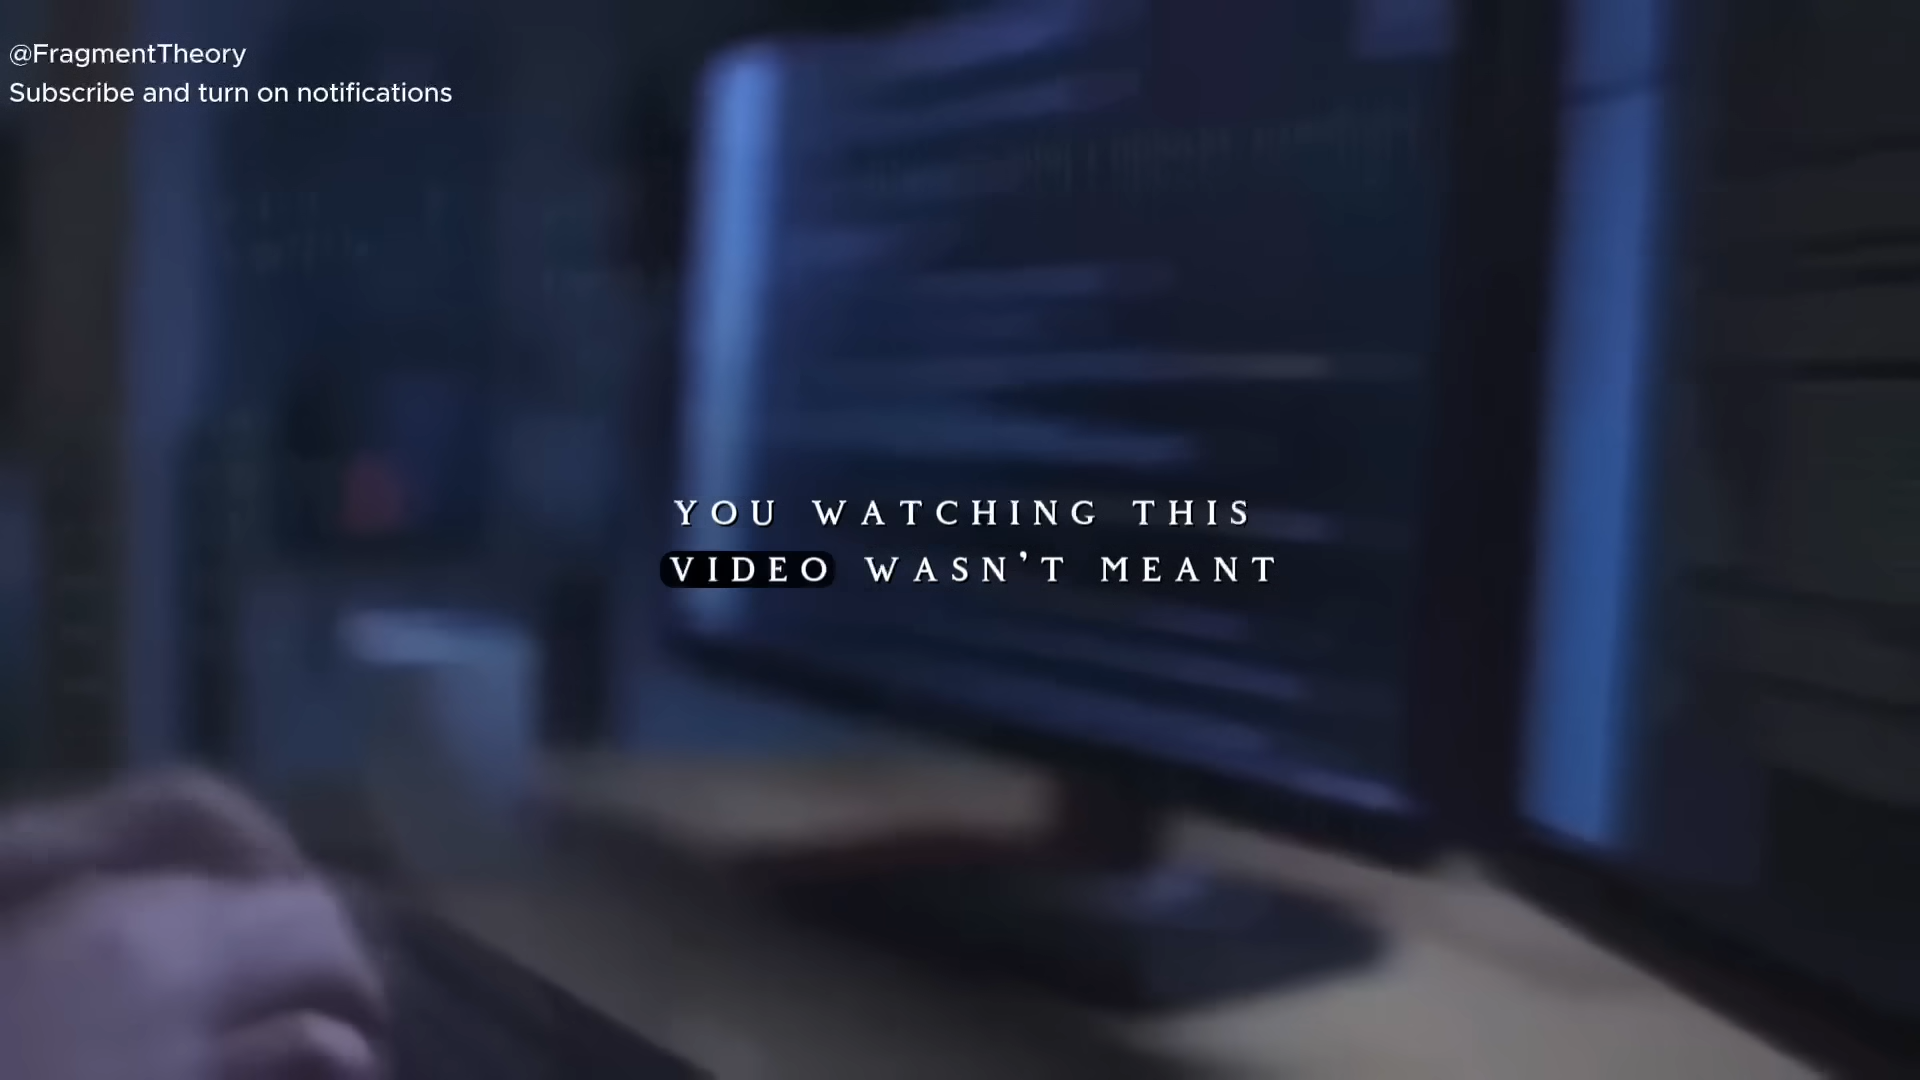 @FragmentTheory
Subscribe and turn on notifications
YOU WATCHING THIS
VIDEO WASN'T MEANT